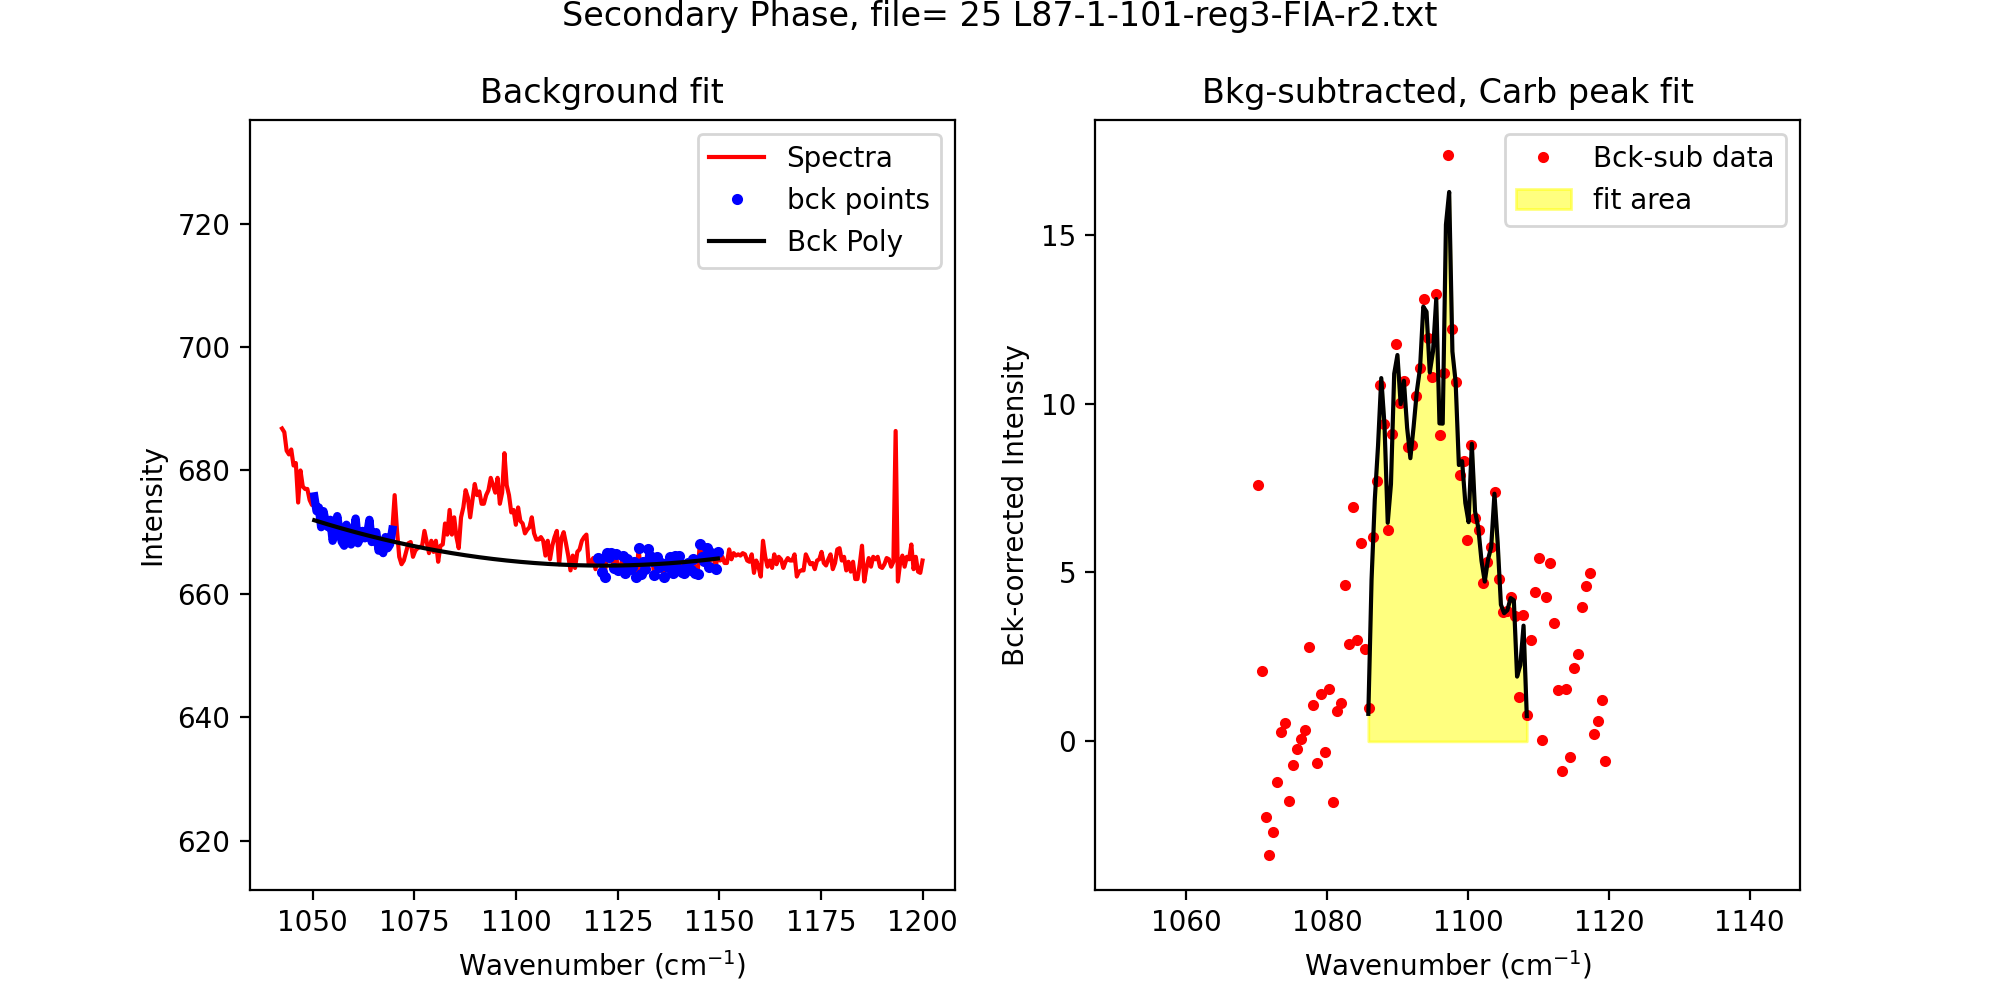 Secondary Phase, file= 25 L87-1-101-reg3-FIA-r2.txt
Background fit
Spectra
bck points
Bck Poly
Intensity
720
700
680
660
640
620
1050 1075 1100 1125 1150 1175 1200
Wavenumber (cm⁻¹)
Bkg-subtracted, Carb peak fit
Bck-sub data
fit area
Bck-corrected Intensity
15
10
5
0
1060 1080 1100 1120 1140
Wavenumber (cm⁻¹)